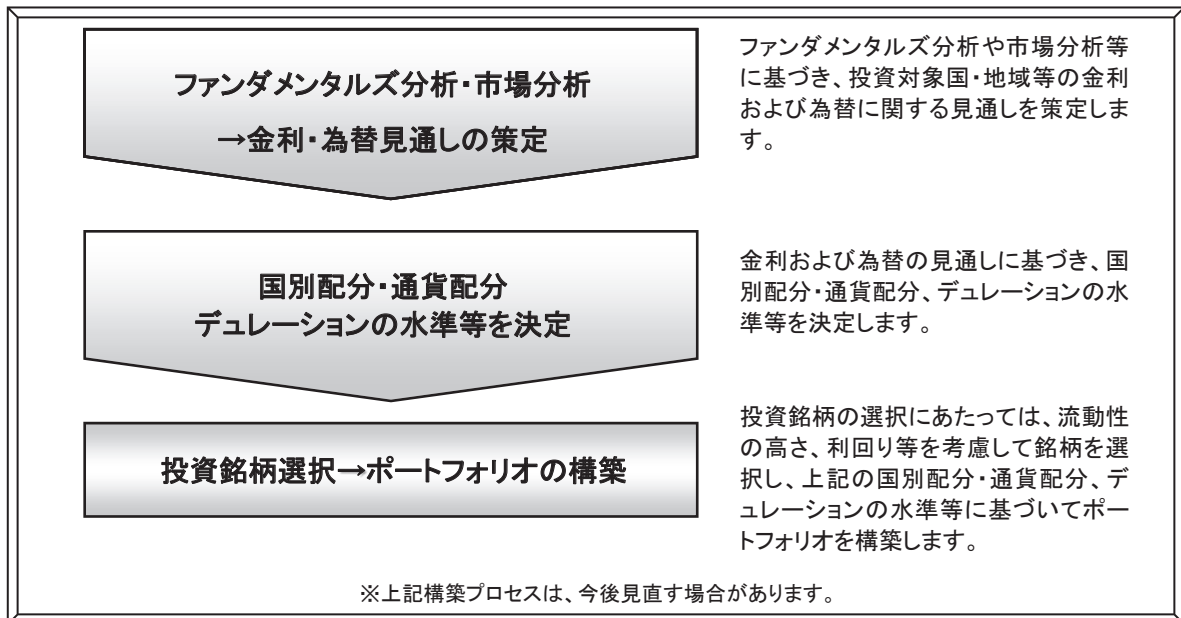 ファンダメンタルズ分析・市場分析
→金利・為替見通しの策定
ファンダメンタルズ分析や市場分析等
に基づき、投資対象国・地域等の金利
および為替に関する見通しを策定しま
す。
国別配分・通貨配分
デュレーションの水準等を決定
金利および為替の見通しに基づき、国
別配分・通貨配分、デュレーションの水
準等を決定します。
投資銘柄選択→ポートフォリオの構築
投資銘柄の選択にあたっては、流動性
の高さ、利回り等を考慮して銘柄を選
択し、上記の国別配分・通貨配分、デ
ュレーションの水準等に基づいてポー
トフォリオを構築します。
※上記構築プロセスは、今後見直す場合があります。